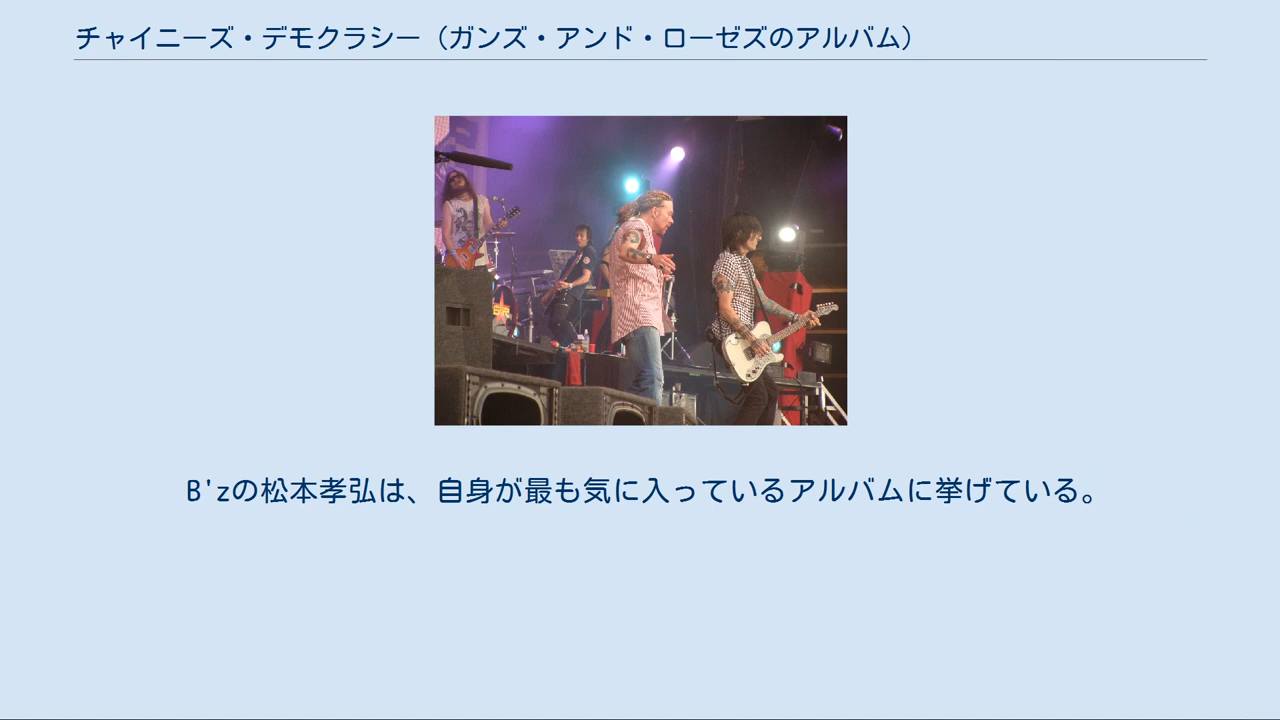 チャイニーズ・デモクラシー（ガンズ・アンド・ローゼズのアルバム）
B'zの松本孝弘は、自身が最も気に入っているアルバムに挙げている。